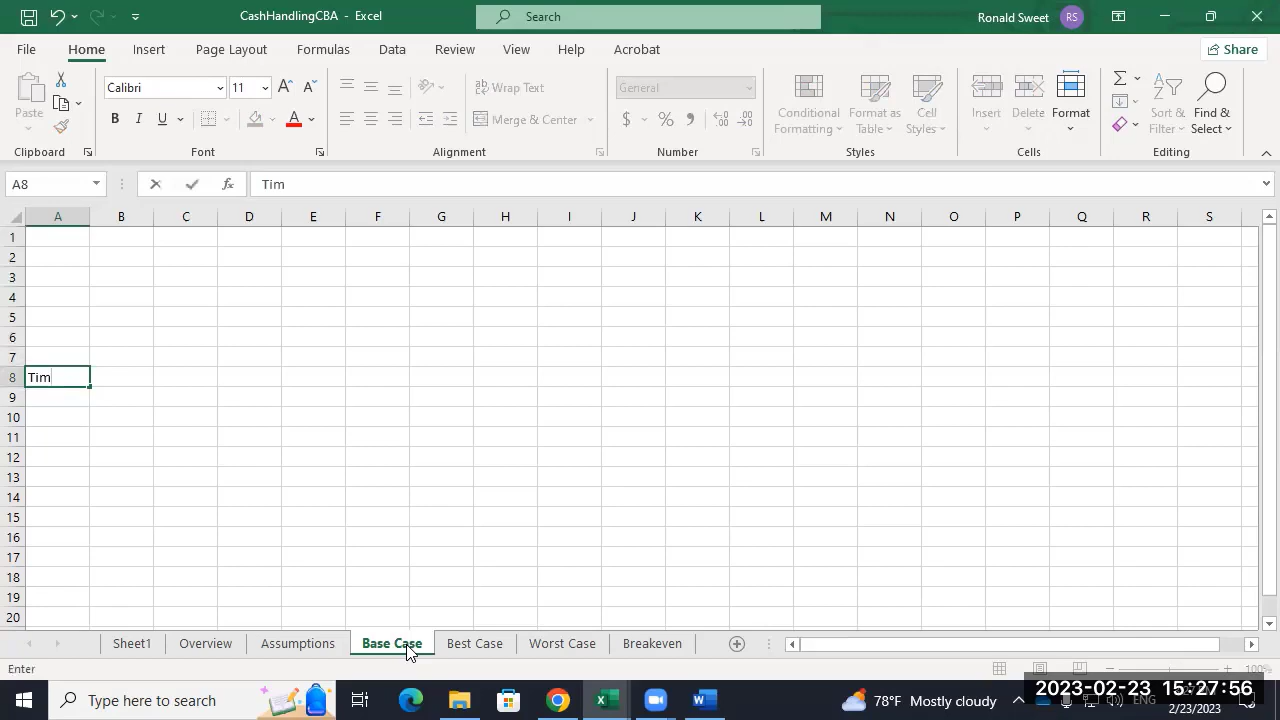 CashHandlingCBA - Excel
Search
Ronald Sweet RS
File Home Insert Page Layout Formulas Data Review View Help Acrobat Share
Paste
Calibri 11
B I U A
Wrap Text
Merge & Center
General
$ % 9
Conditional Formatting
Format as Table
Cell Styles
Insert Delete Format
Sort & Filter
Find & Select
Clipboard Font Alignment Number Styles Cells Editing
A8 fx Tim
A B C D E F G H I J K L M N O P Q R S
1
2
3
4
5
6
7
8 Tim
9
10
11
12
13
14
15
16
17
18
19
20
Sheet1 Overview Assumptions Base Case Best Case Worst Case Breakeven
Enter 100%
Type here to search
78°F Mostly cloudy
ENG
2023-02-23 15:27:56
2/23/2023